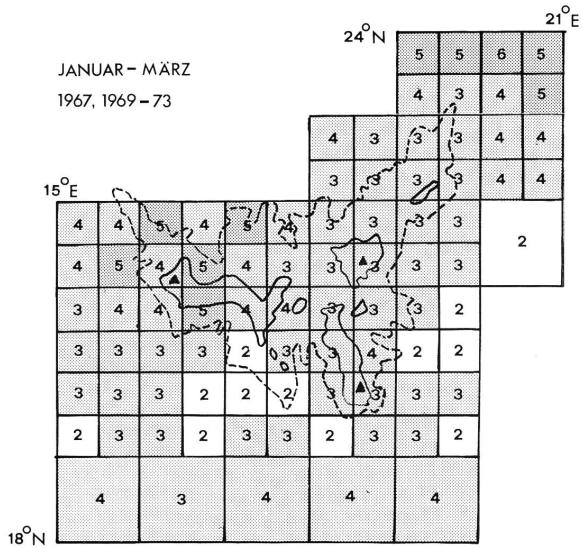 21°E
24°N
5 5 6 5
JANUAR – MÄRZ
4 3 4 5
1967, 1969 – 73
4 3 3 3 4 4
3 3 3 3 4 4
15°E
4 4 5 4 5 4 3 3 3 3
2
4 5 4 5 4 3 3 3 3 3
3 4 4 5 4 4 3 3 3 2
3 3 3 3 2 3 3 4 2 2
3 3 3 2 2 2 3 3 3 3
2 3 3 2 3 3 2 3 3 2
4 3 4 4 4
18°N